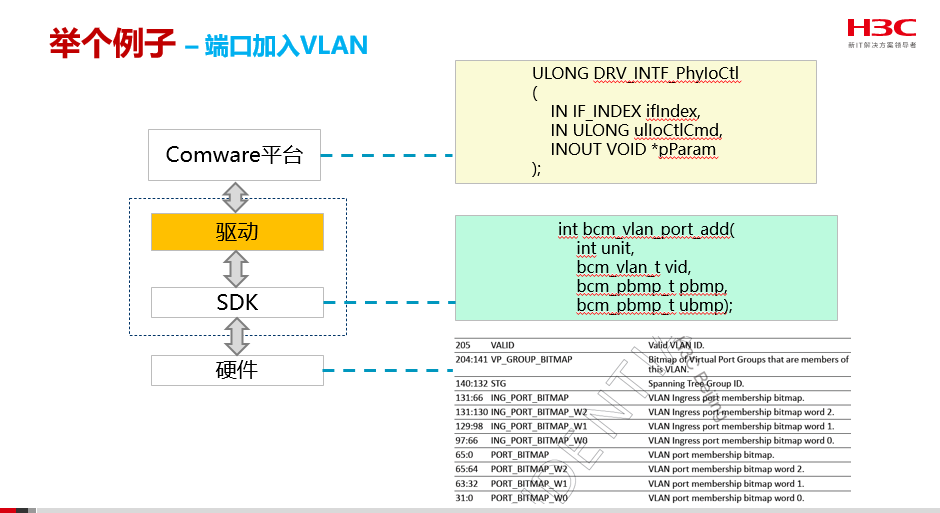 举个例子 – 端口加入VLAN
H3C
新IT解决方案领导者
ULONG DRV_INTF_PhyIoCtl
(
IN IF_INDEX ifIndex,
IN ULONG ulIoCtlCmd,
INOUT VOID *pParam
);
Comware平台
驱动
int bcm_vlan_port_add(
int unit,
bcm_vlan_t vid,
bcm_pbmp_t pbmp,
bcm_pbmp_t ubmp);
SDK
硬件
205 VALID Valid VLAN ID.
204:141 VP_GROUP_BITMAP Bitmap of Virtual Port Groups that are members of
this VLAN.
140:132 STG Spanning Tree Group ID.
131:66 ING_PORT_BITMAP VLAN Ingress port membership bitmap.
131:130 ING_PORT_BITMAP_W2 VLAN Ingress port membership bitmap word 2.
129:98 ING_PORT_BITMAP_W1 VLAN Ingress port membership bitmap word 1.
97:66 ING_PORT_BITMAP_W0 VLAN Ingress port membership bitmap word 0.
65:0 PORT_BITMAP VLAN port membership bitmap.
65:64 PORT_BITMAP_W2 VLAN port membership bitmap word 2.
63:32 PORT_BITMAP_W1 VLAN port membership bitmap word 1.
31:0 PORT_BITMAP_W0 VLAN port membership bitmap word 0.